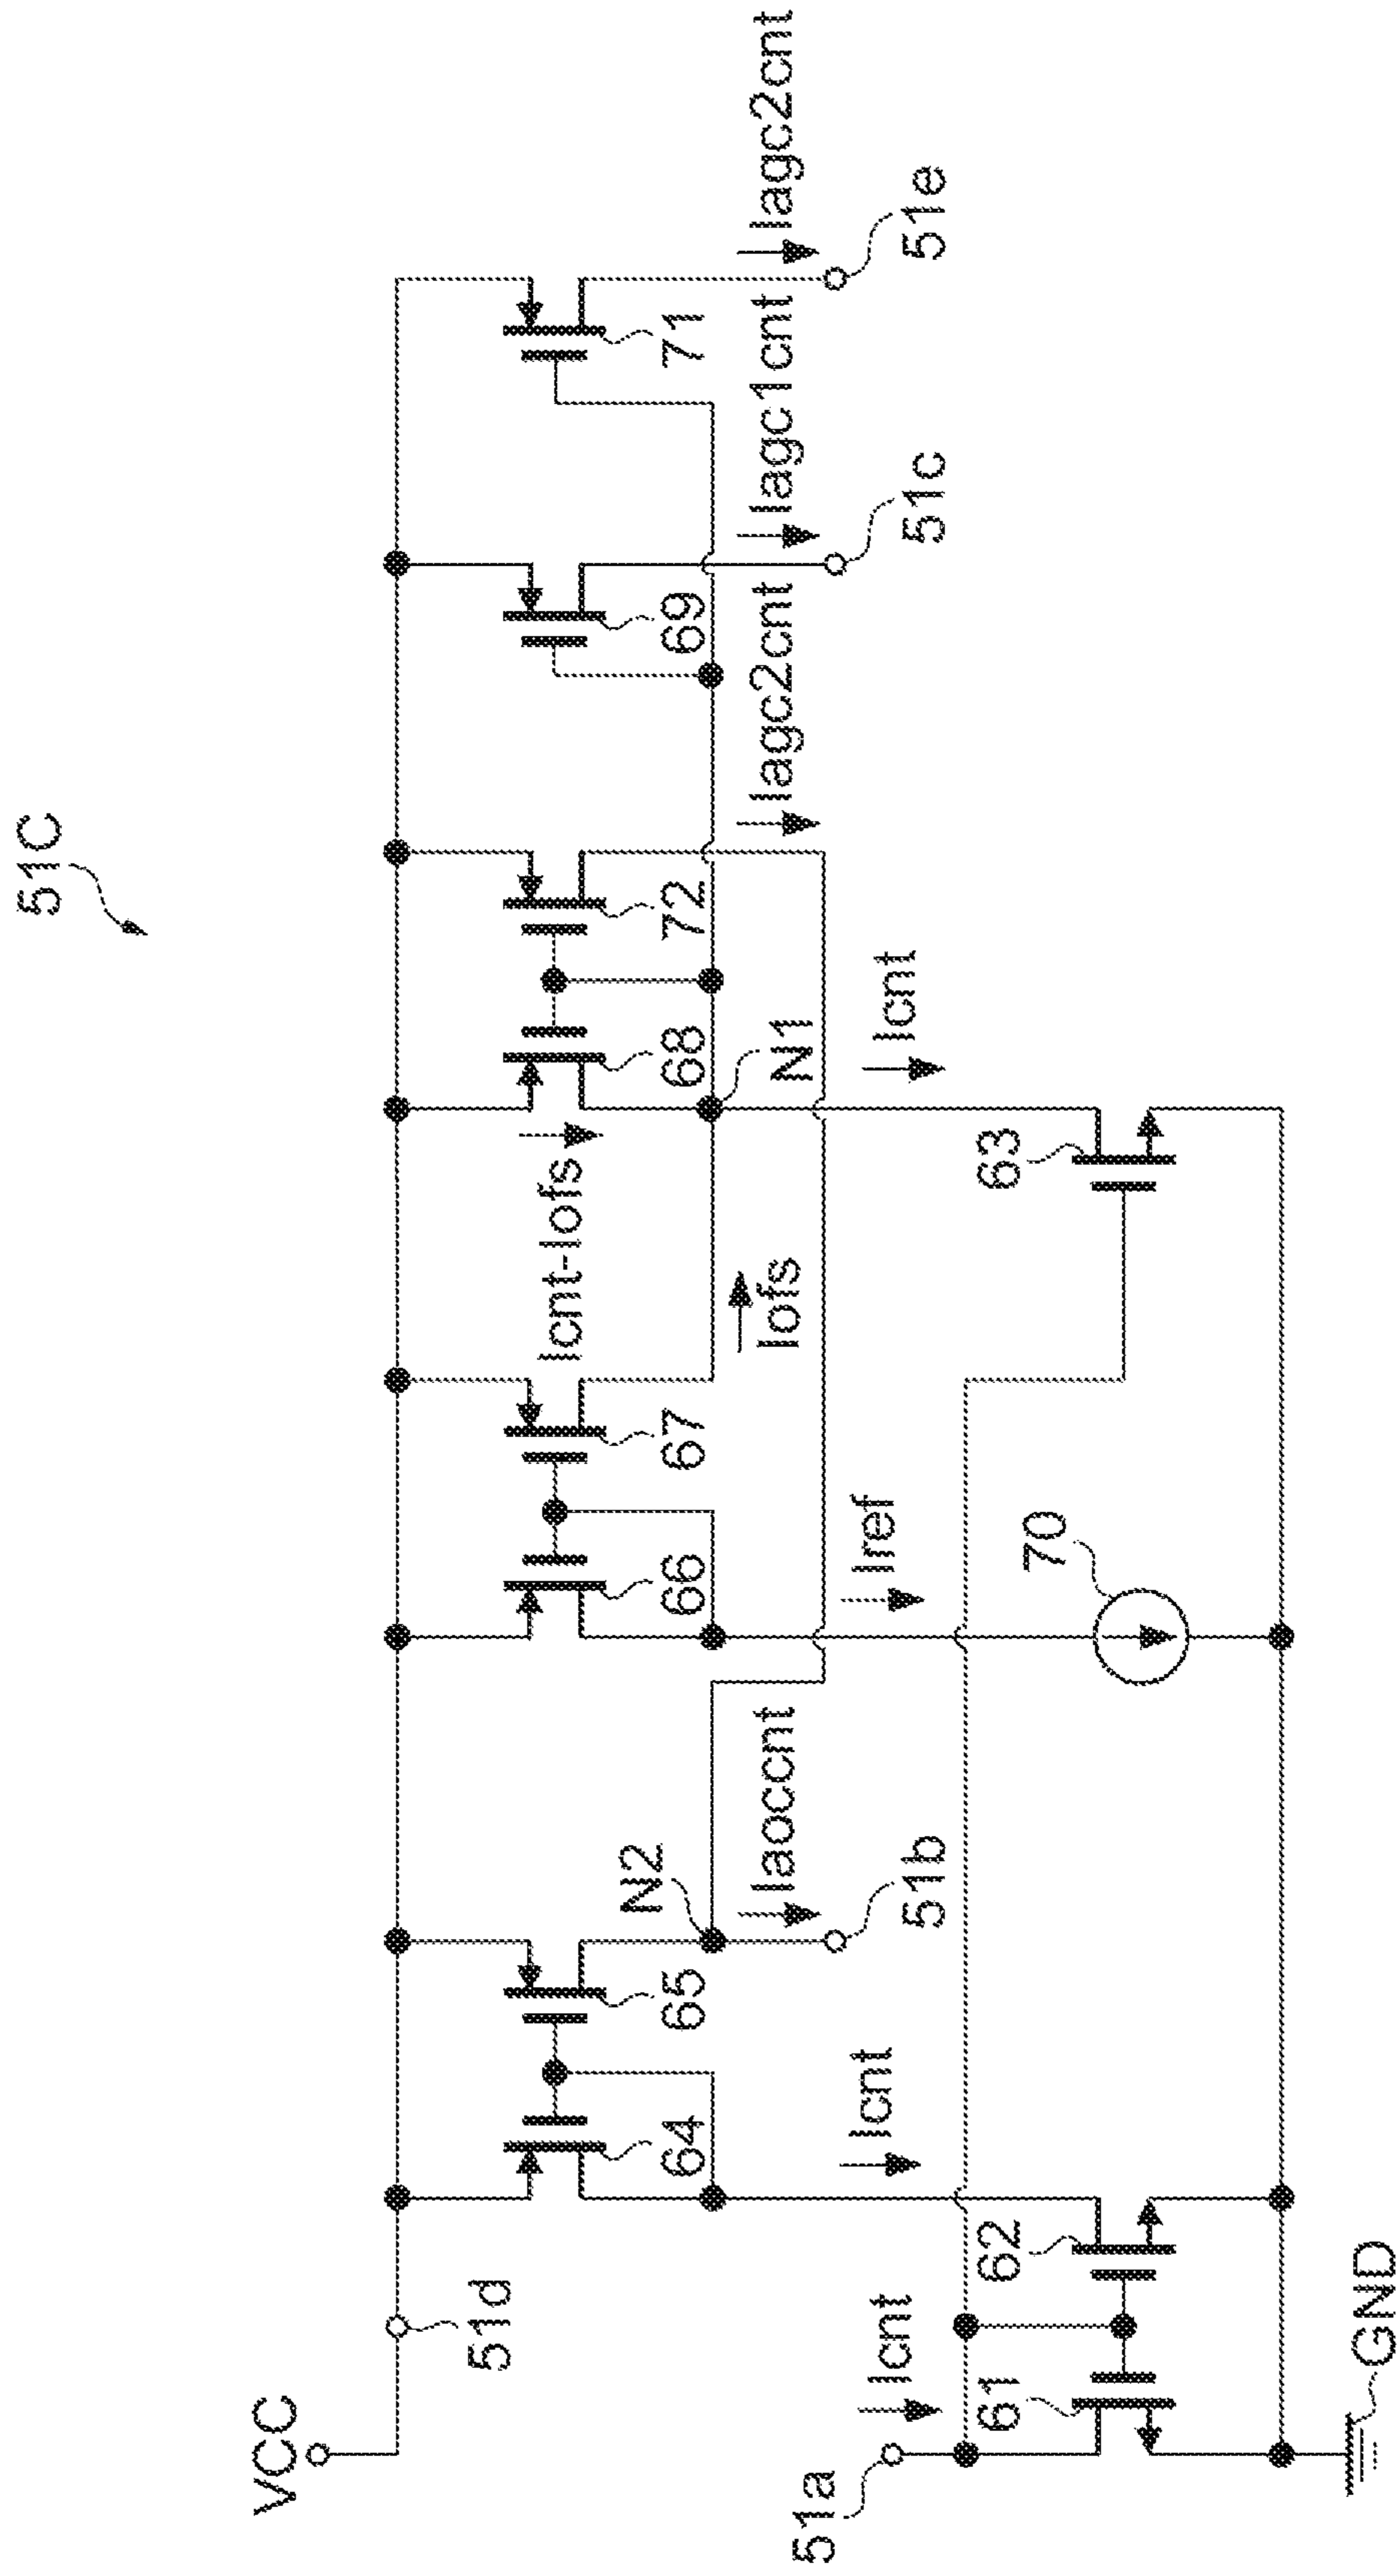 51C
VCC
51d
64
65
N2
Iaoccnt
51b
66
67
Iref
Icnt-Iofs
Iofs
68
72
N1
Iagc2cnt
69
Iagc1cnt
51c
71
Iagc2cnt
51e
51a
Icnt
61
62
Icnt
70
63
Icnt
GND